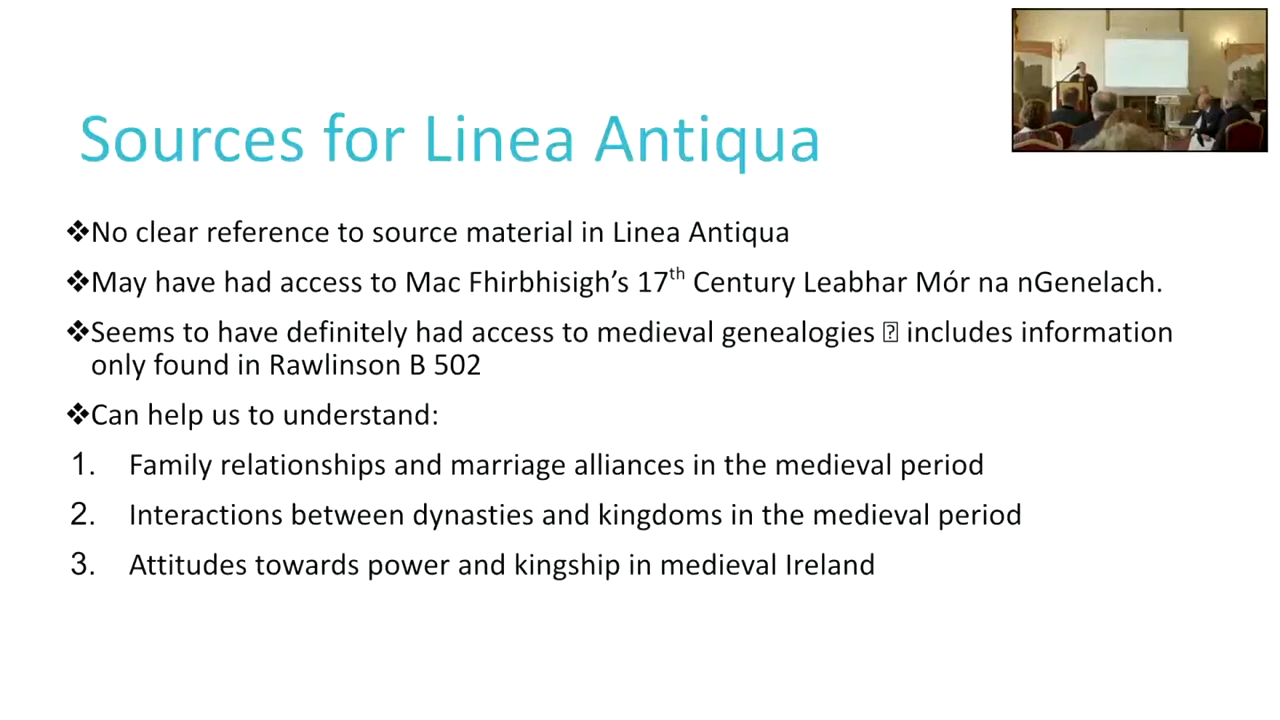 Sources for Linea Antiqua
❖No clear reference to source material in Linea Antiqua
❖May have had access to Mac Fhirbhisigh’s 17th Century Leabhar Mór na nGenelach.
❖Seems to have definitely had access to medieval genealogies ⍰ includes information
only found in Rawlinson B 502
❖Can help us to understand:
1. Family relationships and marriage alliances in the medieval period
2. Interactions between dynasties and kingdoms in the medieval period
3. Attitudes towards power and kingship in medieval Ireland